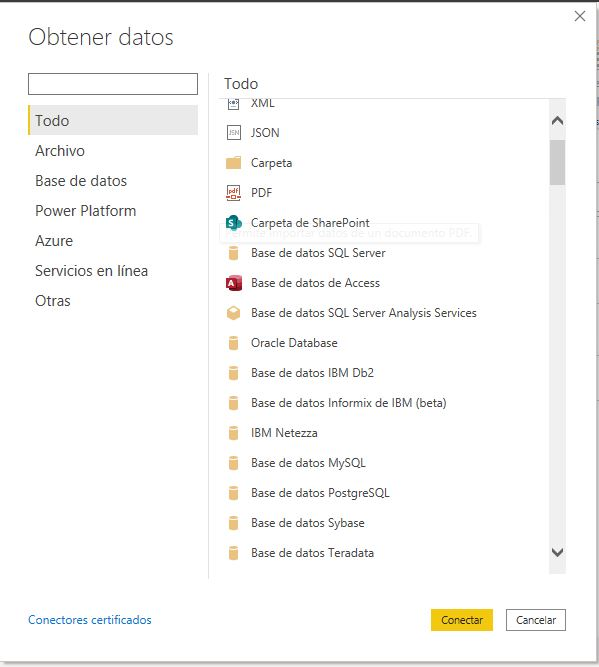 Obtener datos
Todo
Archivo
Base de datos
Power Platform
Azure
Servicios en línea
Otras
Todo
XML
JSON
Carpeta
PDF
Carpeta de SharePoint
Permite importar datos de un documento PDF.
Base de datos SQL Server
Base de datos de Access
Base de datos SQL Server Analysis Services
Oracle Database
Base de datos IBM Db2
Base de datos Informix de IBM (beta)
IBM Netezza
Base de datos MySQL
Base de datos PostgreSQL
Base de datos Sybase
Base de datos Teradata
Conectores certificados
Conectar
Cancelar